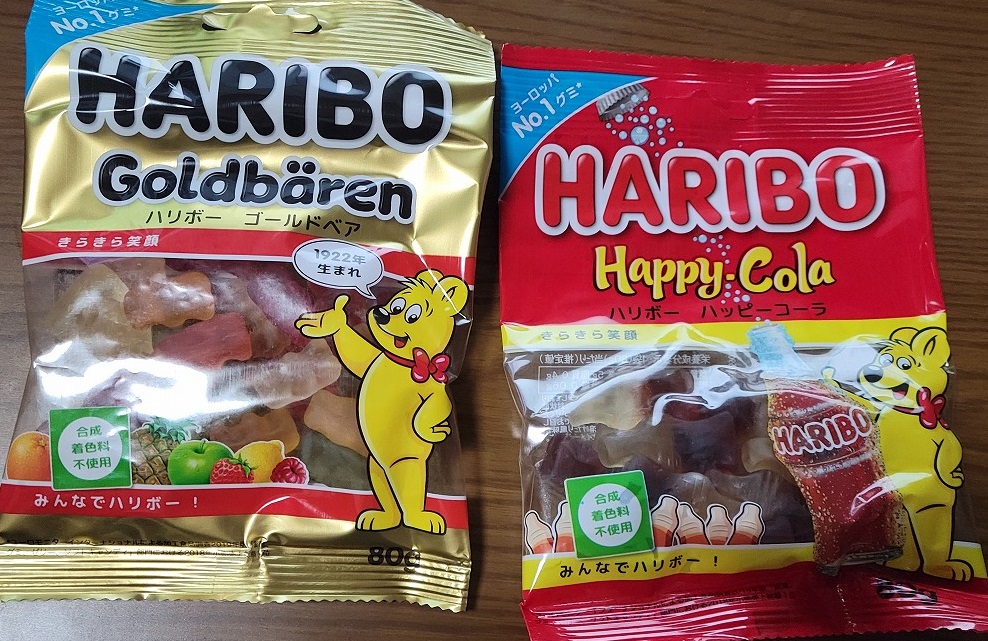 ヨーロッパ
No.1グミ*
HARIBO
Goldbären
ハリボー ゴールドベア
きらきら笑顔
1922年
生まれ
合成
着色料
不使用
みんなでハリボー！
80g
ヨーロッパ
No.1グミ*
HARIBO
Happy-Cola
ハリボー ハッピーコーラ
きらきら笑顔
HARIBO
合成
着色料
不使用
みんなでハリボー！